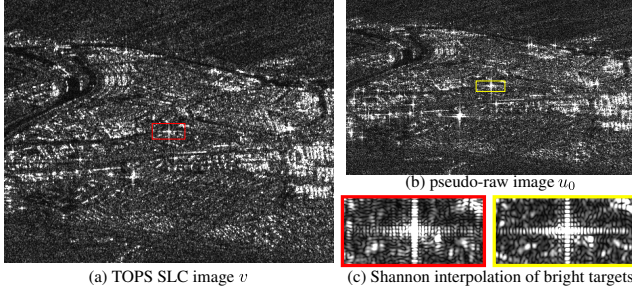 (b) pseudo-raw image u₀
(a) TOPS SLC image v
(c) Shannon interpolation of bright targets